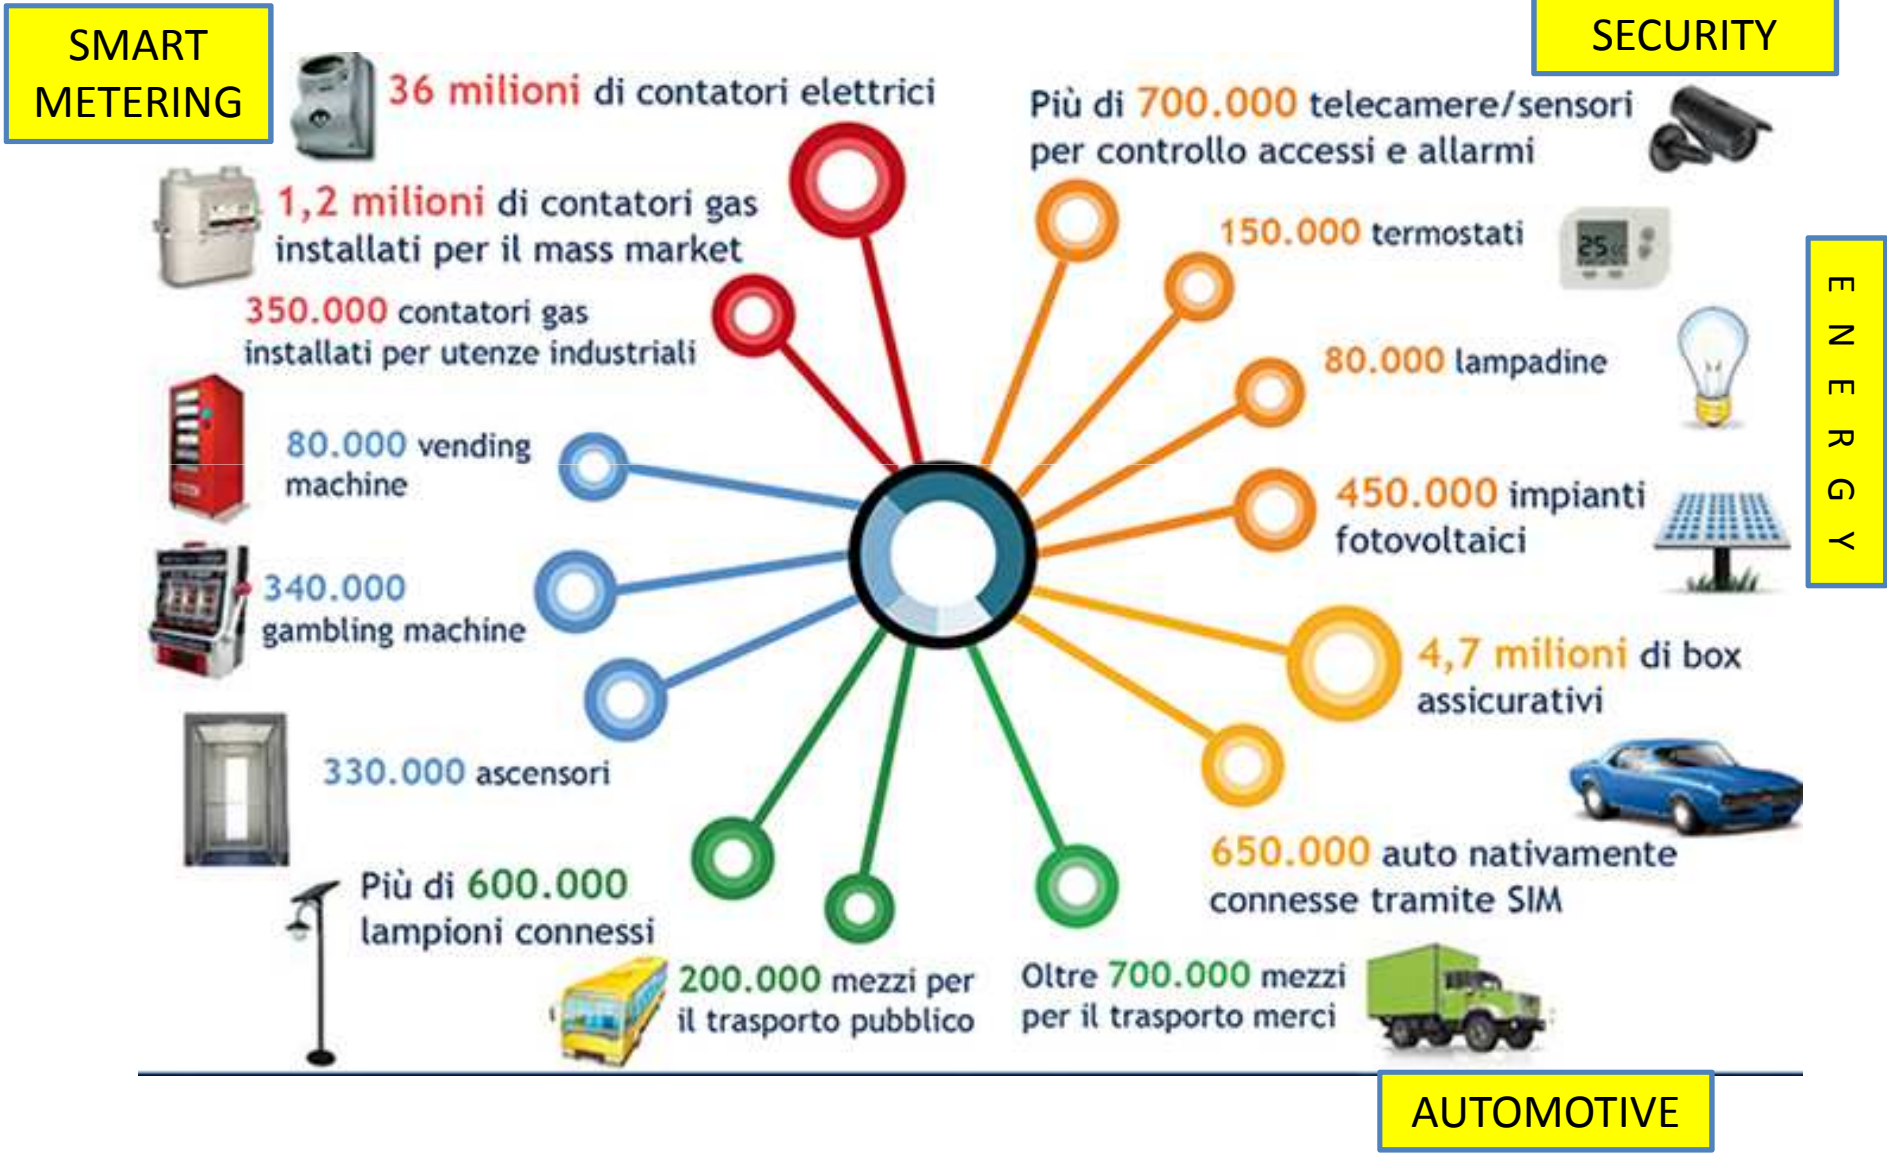 SMART
METERING
36 milioni di contatori elettrici
1,2 milioni di contatori gas
installati per il mass market
350.000 contatori gas
installati per utenze industriali
80.000 vending
machine
340.000
gambling machine
330.000 ascensori
Più di 600.000
lampioni connessi
200.000 mezzi per
il trasporto pubblico
Oltre 700.000 mezzi
per il trasporto merci
SECURITY
Più di 700.000 telecamere/sensori
per controllo accessi e allarmi
150.000 termostati
25
80.000 lampadine
450.000 impianti
fotovoltaici
ENERGY
4,7 milioni di box
assicurativi
650.000 auto nativamente
connesse tramite SIM
AUTOMOTIVE